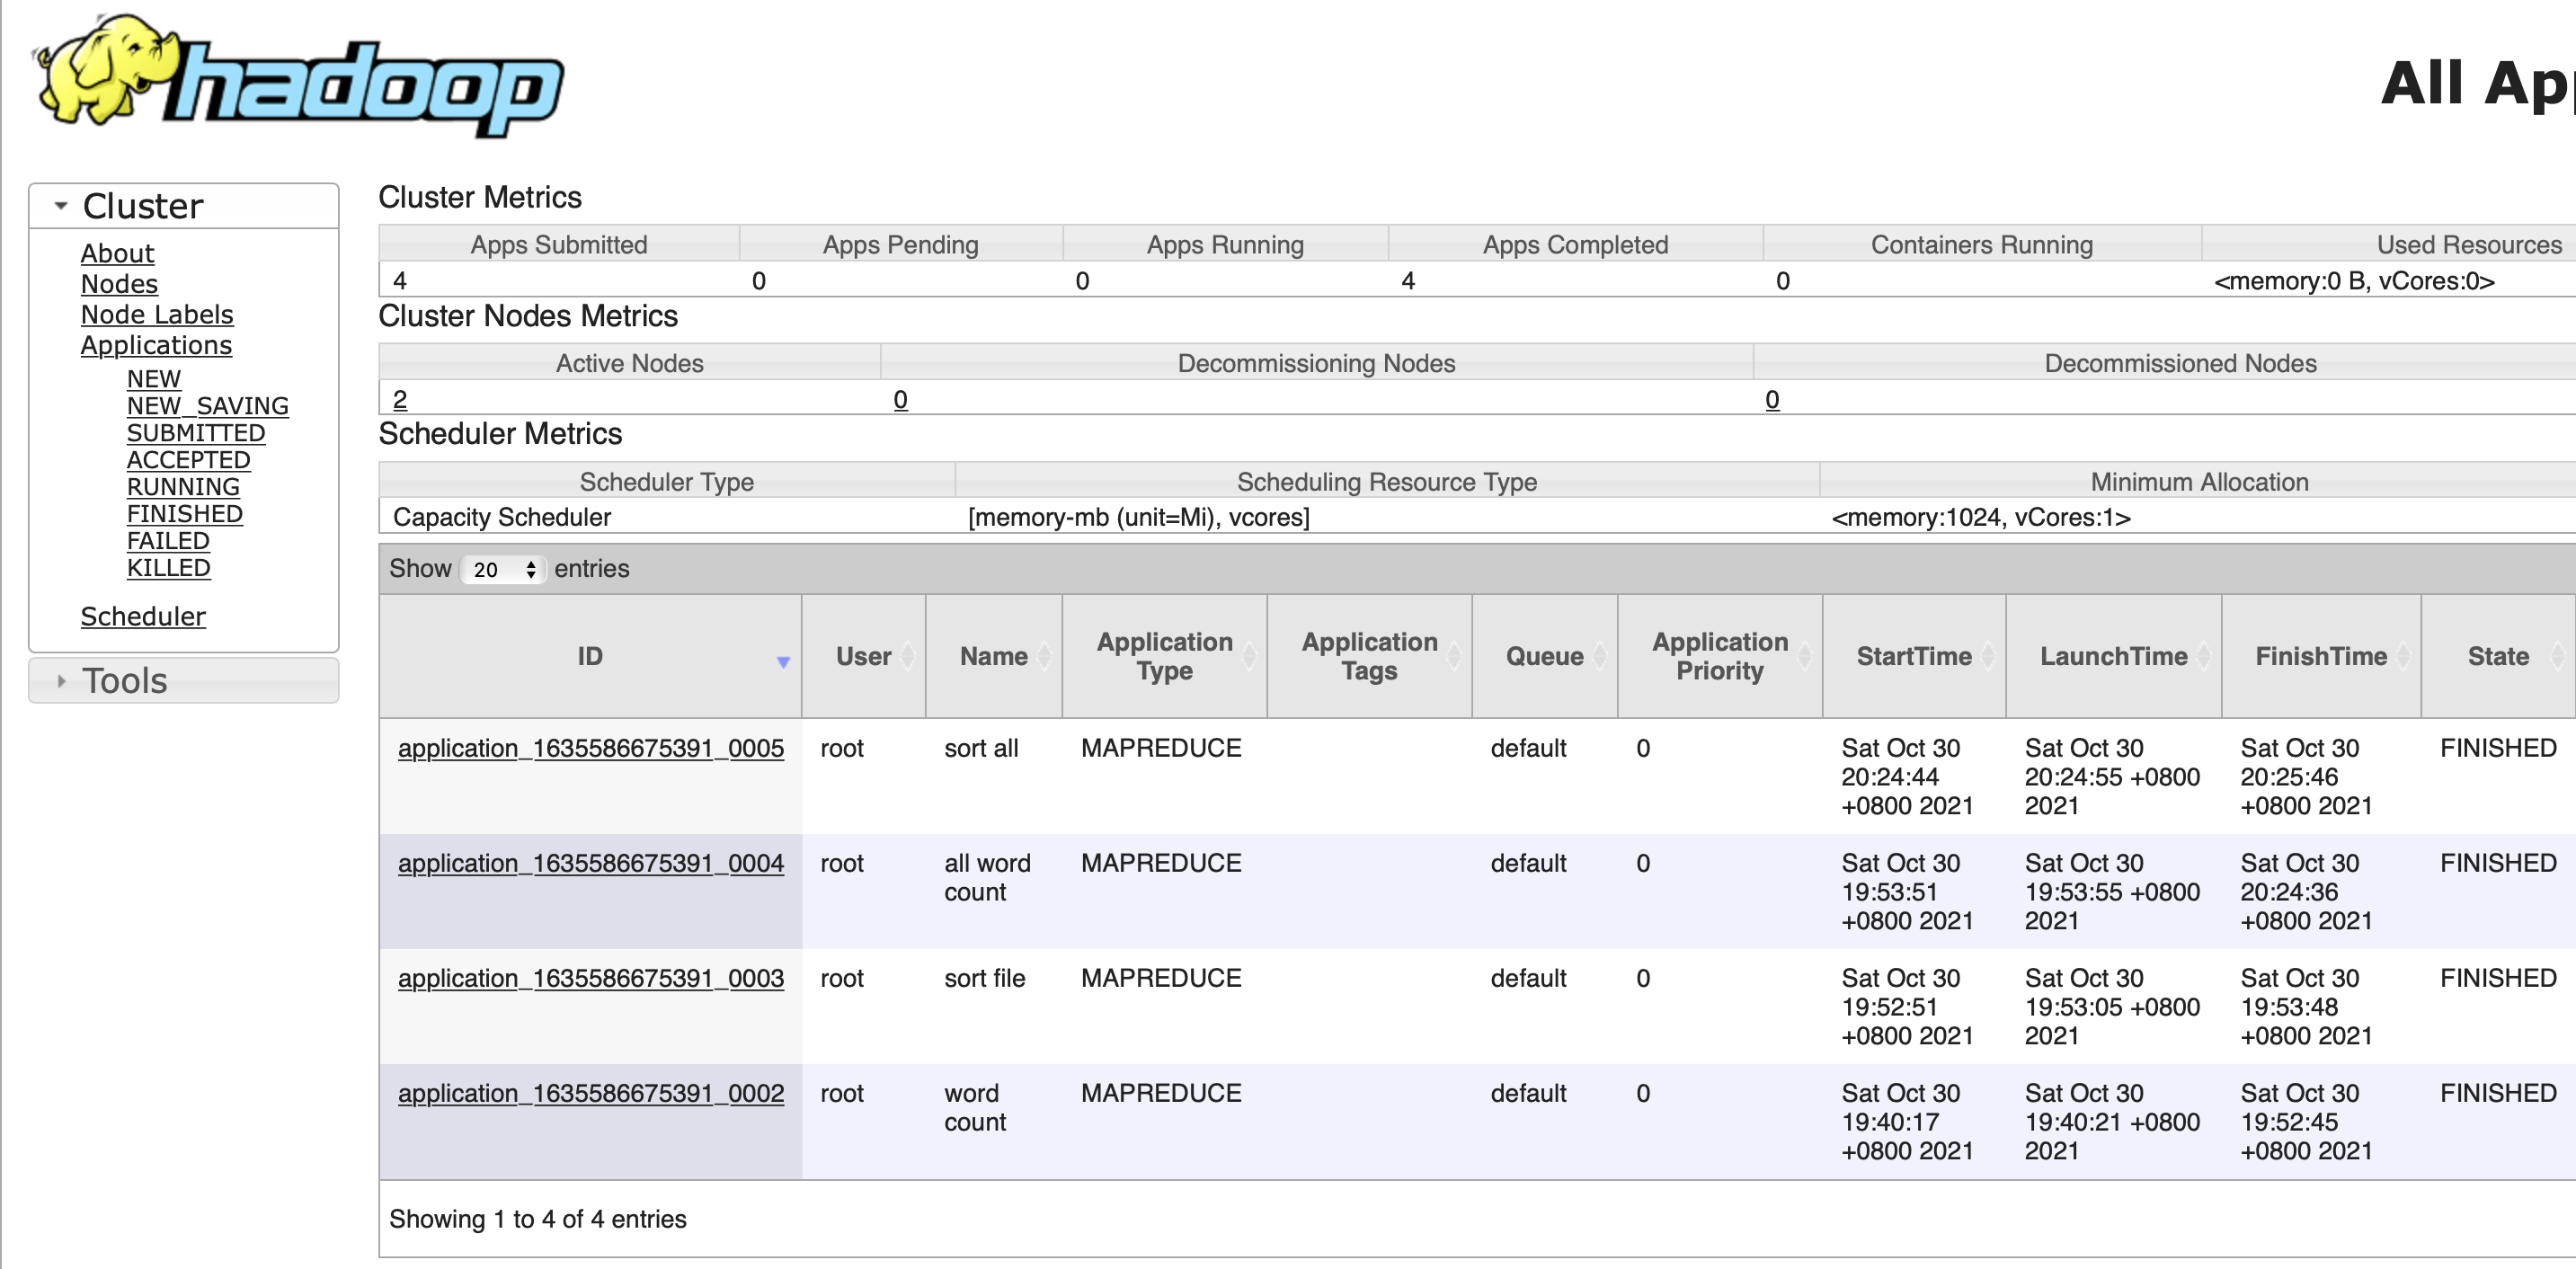 hadoop
All Ap
Cluster
About
Nodes
Node Labels
Applications
NEW
NEW_SAVING
SUBMITTED
ACCEPTED
RUNNING
FINISHED
FAILED
KILLED
Scheduler
Tools
Cluster Metrics
Apps Submitted Apps Pending Apps Running Apps Completed Containers Running Used Resources
4 0 0 4 0 <memory:0 B, vCores:0>
Cluster Nodes Metrics
Active Nodes Decommissioning Nodes Decommissioned Nodes
2 0 0
Scheduler Metrics
Scheduler Type Scheduling Resource Type Minimum Allocation
Capacity Scheduler [memory-mb (unit=Mi), vcores] <memory:1024, vCores:1>
Show 20 entries
ID User Name Application Type Application Tags Queue Application Priority StartTime LaunchTime FinishTime State
application_1635586675391_0005 root sort all MAPREDUCE default 0 Sat Oct 30 Sat Oct 30 Sat Oct 30 FINISHED
20:24:44 20:24:55 +0800 20:25:46
+0800 2021 2021 +0800 2021
application_1635586675391_0004 root all word MAPREDUCE default 0 Sat Oct 30 Sat Oct 30 Sat Oct 30 FINISHED
count 19:53:51 19:53:55 +0800 20:24:36
+0800 2021 2021 +0800 2021
application_1635586675391_0003 root sort file MAPREDUCE default 0 Sat Oct 30 Sat Oct 30 Sat Oct 30 FINISHED
19:52:51 19:53:05 +0800 19:53:48
+0800 2021 2021 +0800 2021
application_1635586675391_0002 root word MAPREDUCE default 0 Sat Oct 30 Sat Oct 30 Sat Oct 30 FINISHED
count 19:40:17 19:40:21 +0800 19:52:45
+0800 2021 2021 +0800 2021
Showing 1 to 4 of 4 entries